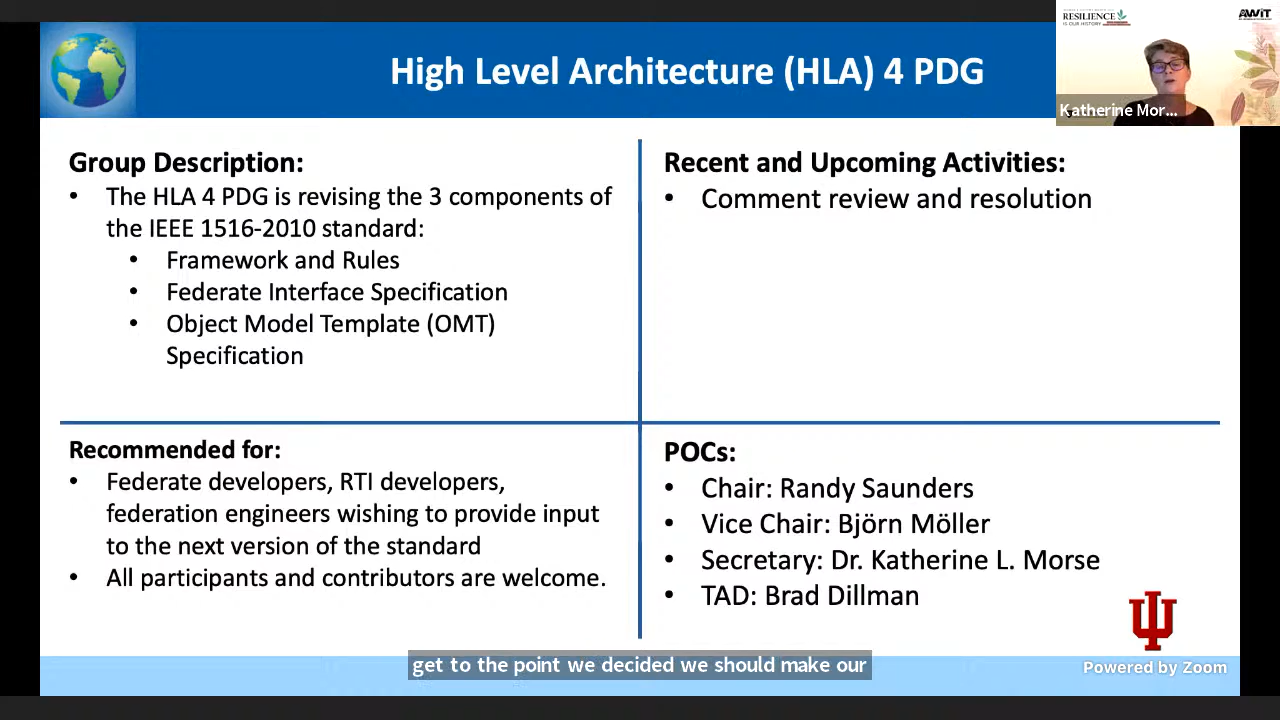 High Level Architecture (HLA) 4 PDG
RESILIENCE
IS OUR HISTORY
AWIT
Katherine Mor...
Group Description:
• The HLA 4 PDG is revising the 3 components of
the IEEE 1516-2010 standard:
• Framework and Rules
• Federate Interface Specification
• Object Model Template (OMT)
Specification
Recent and Upcoming Activities:
• Comment review and resolution
Recommended for:
• Federate developers, RTI developers,
federation engineers wishing to provide input
to the next version of the standard
• All participants and contributors are welcome.
POCs:
• Chair: Randy Saunders
• Vice Chair: Björn Möller
• Secretary: Dr. Katherine L. Morse
• TAD: Brad Dillman
get to the point we decided we should make our
Powered by Zoom